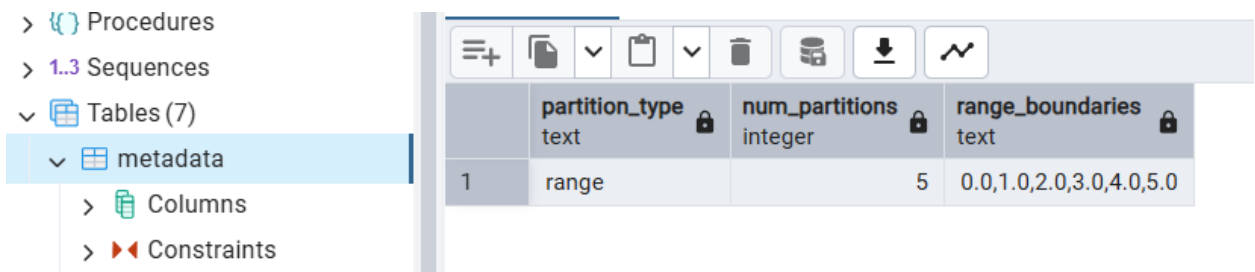 Procedures
1..3 Sequences
Tables (7)
metadata
Columns
Constraints
partition_type num_partitions range_boundaries
text integer text
1 range 5 0.0,1.0,2.0,3.0,4.0,5.0